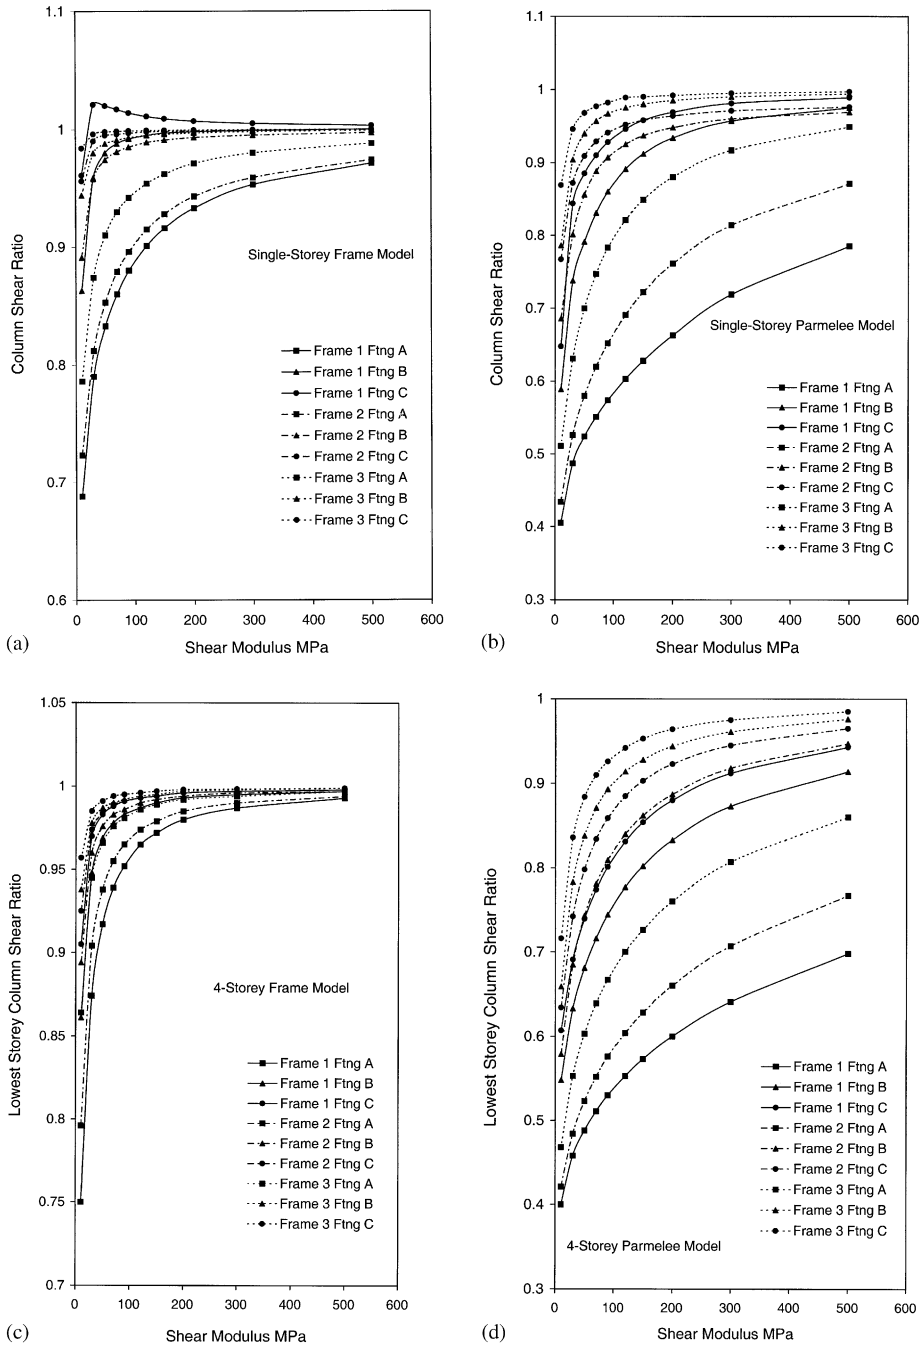 1.1
1
0.9
0.8
0.7
0.6
0 100 200 300 400 500 600
Column Shear Ratio
Shear Modulus MPa
Single-Storey Frame Model
Frame 1 Ftng A
Frame 1 Ftng B
Frame 1 Ftng C
Frame 2 Ftng A
Frame 2 Ftng B
Frame 2 Ftng C
Frame 3 Ftng A
Frame 3 Ftng B
Frame 3 Ftng C
(a)
1.1
1
0.9
0.8
0.7
0.6
0.5
0.4
0.3
0 100 200 300 400 500 600
Column Shear Ratio
Shear Modulus MPa
Single-Storey Parmelee Model
Frame 1 Ftng A
Frame 1 Ftng B
Frame 1 Ftng C
Frame 2 Ftng A
Frame 2 Ftng B
Frame 2 Ftng C
Frame 3 Ftng A
Frame 3 Ftng B
Frame 3 Ftng C
(b)
1.05
1
0.95
0.9
0.85
0.8
0.75
0.7
0 100 200 300 400 500 600
Lowest Storey Column Shear Ratio
Shear Modulus MPa
4-Storey Frame Model
Frame 1 Ftng A
Frame 1 Ftng B
Frame 1 Ftng C
Frame 2 Ftng A
Frame 2 Ftng B
Frame 2 Ftng C
Frame 3 Ftng A
Frame 3 Ftng B
Frame 3 Ftng C
(c)
1
0.9
0.8
0.7
0.6
0.5
0.4
0.3
0 100 200 300 400 500 600
Lowest Storey Column Shear Ratio
Shear Modulus MPa
4-Storey Parmelee Model
Frame 1 Ftng A
Frame 1 Ftng B
Frame 1 Ftng C
Frame 2 Ftng A
Frame 2 Ftng B
Frame 2 Ftng C
Frame 3 Ftng A
Frame 3 Ftng B
Frame 3 Ftng C
(d)